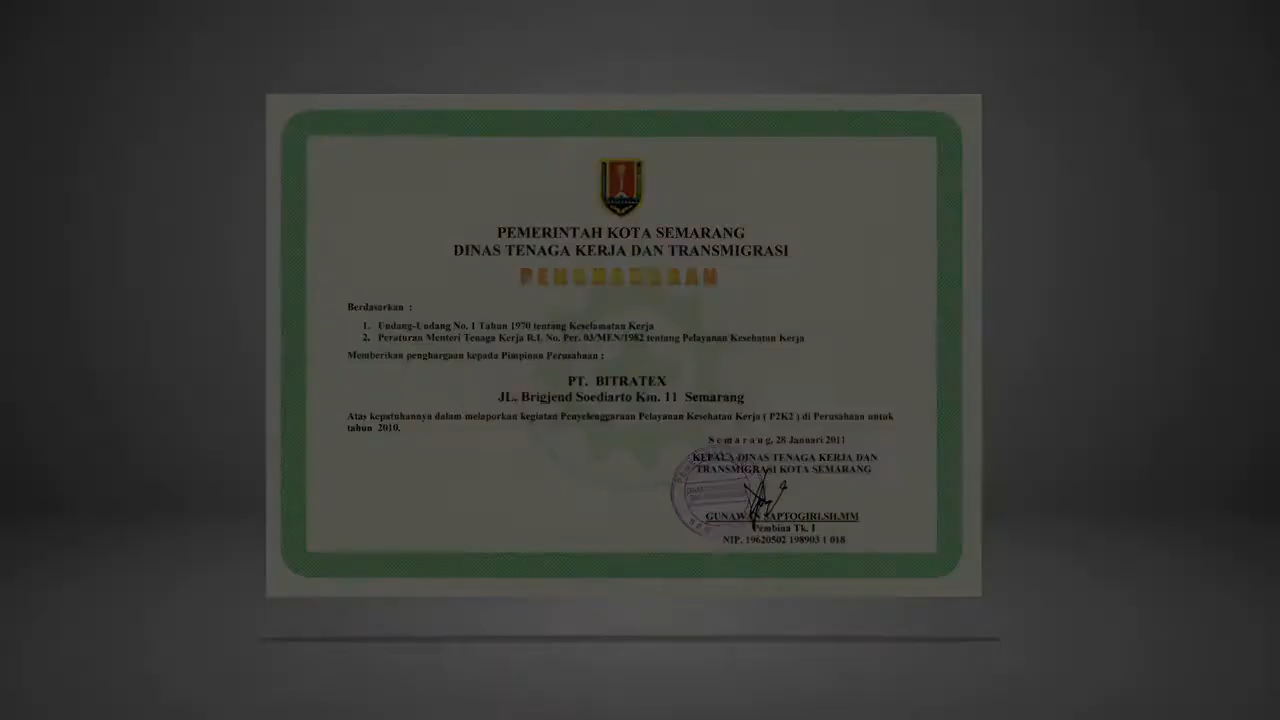 PEMERINTAH KOTA SEMARANG
DINAS TENAGA KERJA DAN TRANSMIGRASI
PENGHARGAAN
Berdasarkan :
1. Undang-Undang No. 1 Tahun 1970 tentang Keselamatan Kerja
2. Peraturan Menteri Tenaga Kerja R.I. No. Per. 03/MEN/1982 tentang Pelayanan Kesehatan Kerja
Memberikan penghargaan kepada Pimpinan Perusahaan :
PT. BITRATEX
JL. Brigjend Soediarto Km. 11 Semarang
Atas kepatuhannya dalam melaporkan kegiatan Penyelenggaraan Pelayanan Kesehatan Kerja ( P2K2 ) di Perusahaan untuk
tahun 2010.
Semarang, 28 Januari 2011
KEPALA DINAS TENAGA KERJA DAN
TRANSMIGRASI KOTA SEMARANG
GUNAWAN SAPTOGIRI.SH.MM
Pembina Tk. I
NIP. 19620502 198903 1 018